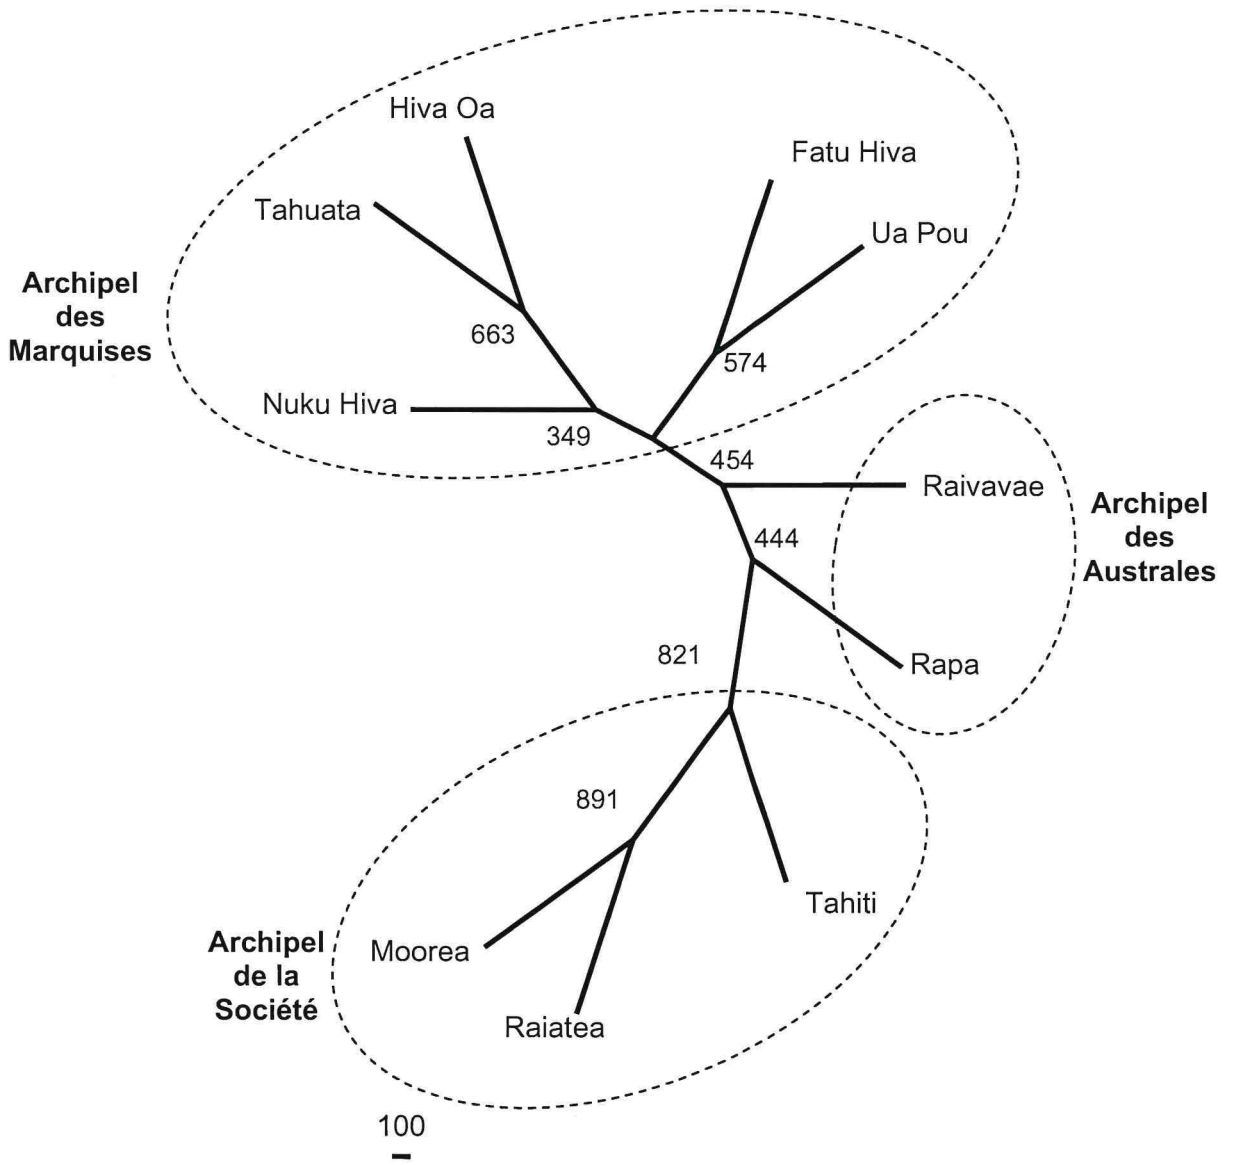 Hiva Oa
Fatu Hiva
Tahuata
Ua Pou
Archipel
des
Marquises
663
574
Nuku Hiva
349
454
Raivavae
Archipel
des
Australes
444
821
Rapa
891
Tahiti
Archipel
de la
Société
Moorea
Raiatea
100